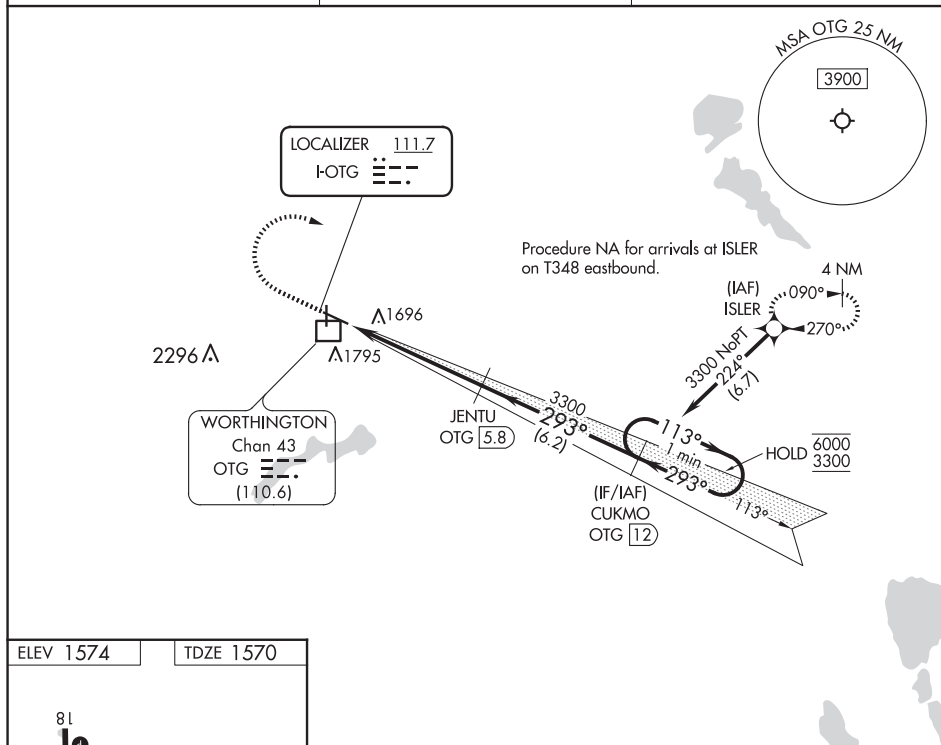 MSA OTG 25 NM
3900
LOCALIZER 111.7
I-OTG
Procedure NA for arrivals at ISLER
on T348 eastbound.
4 NM
(IAF)
ISLER
090°
270°
3300 NoPT
224°
(6.7)
1696
1795
2296
WORTHINGTON
Chan 43
OTG
(110.6)
JENTU
OTG 5.8
3300
293°
(6.2)
113°
1 min
293°
HOLD 6000
3300
113°
(IF/IAF)
CUKMO
OTG 12
ELEV 1574
TDZE 1570
18